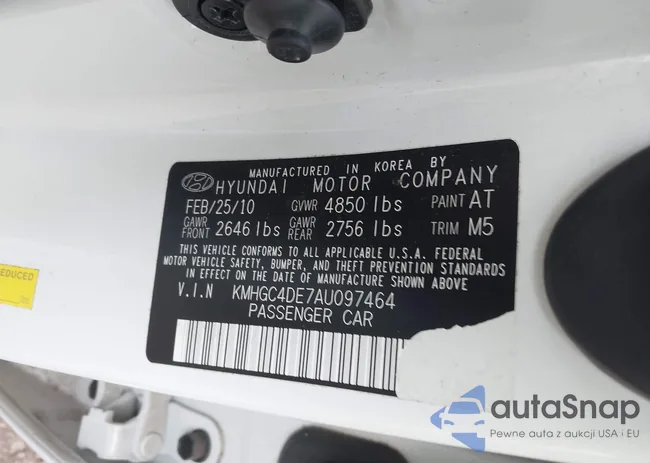 MANUFACTURED IN KOREA BY
HYUNDAI MOTOR COMPANY
FEB/25/10 GVWR 4850 lbs PAINT AT
GAWR FRONT 2646 lbs GAWR REAR 2756 lbs TRIM M5
THIS VEHICLE CONFORMS TO ALL APPLICABLE U.S.A. FEDERAL
MOTOR VEHICLE SAFETY, BUMPER, AND THEFT PREVENTION STANDARDS
IN EFFECT ON THE DATE OF MANUFACTURE SHOWN ABOVE.
V.I.N KMHGC4DE7AU097464
PASSENGER CAR
REDUCED
autaSnap
Pewne auta z aukcji USA i EU